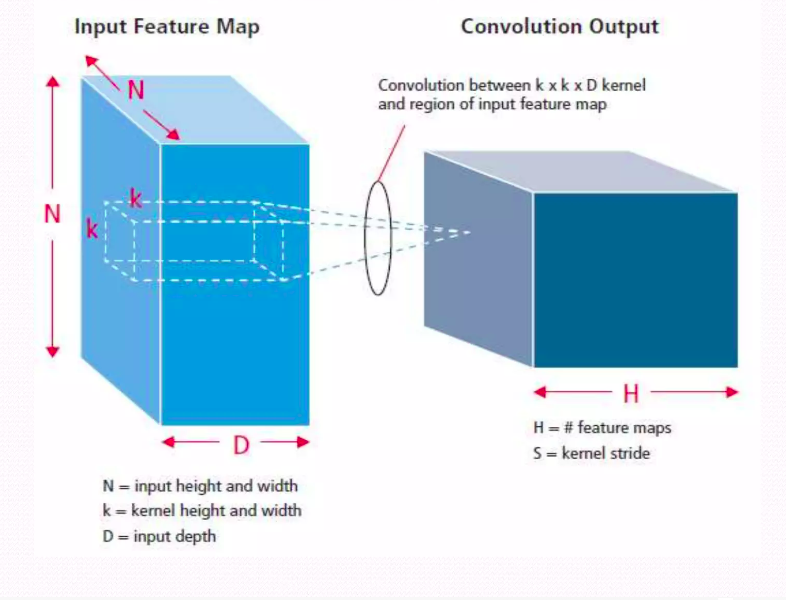 Input Feature Map
Convolution Output
N
Convolution between k x k x D kernel
and region of input feature map
k
N
k
H
D
H = # feature maps
S = kernel stride
N = input height and width
k = kernel height and width
D = input depth